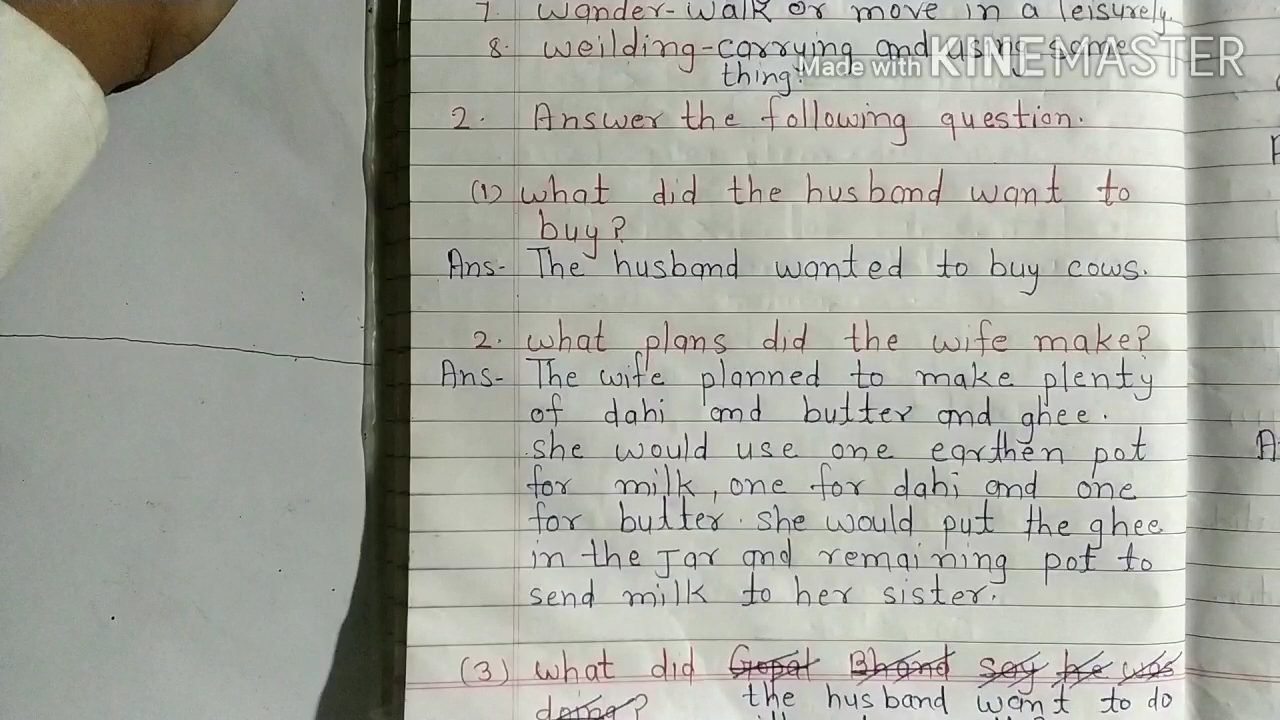 7. Wander-walk or move in a leisurely.
8. weilding-carrying and using some
thing.
Made with KINEMASTER
2. Answer the following question.
(1) what did the husband want to
buy?
Ans- The husband wanted to buy cows.
2. what plans did the wife make?
Ans- The wife planned to make plenty
of dahi and butter and ghee.
she would use one earthen pot
for milk, one for dahi and one
for butter. she would put the ghee
in the Jar and remaining pot to
send milk to her sister.
(3) what did Gopal Bhand say he was
doing? the husband want to do